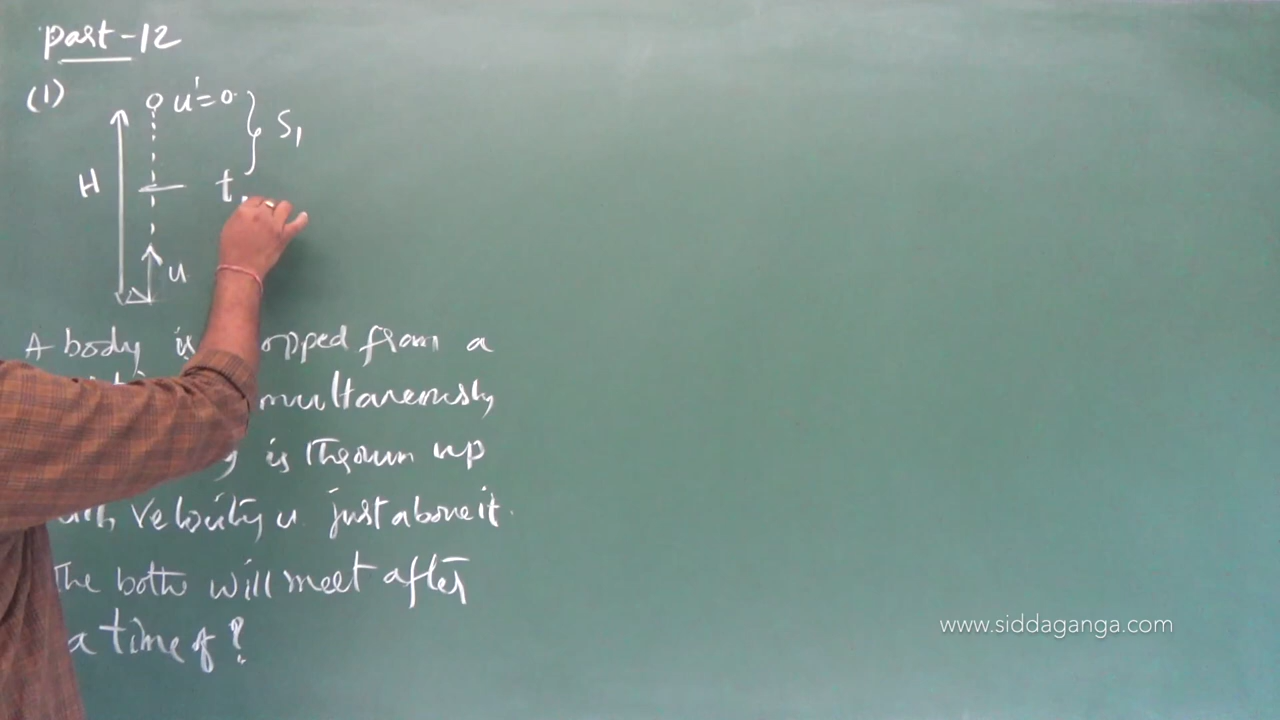 part-12
(1)
u'=0
S1
H
t
u
A body is opped from a
multaneously
is thrown up
with velocity u just above it.
The both will meet after
a time of ?
www.siddaganga.com